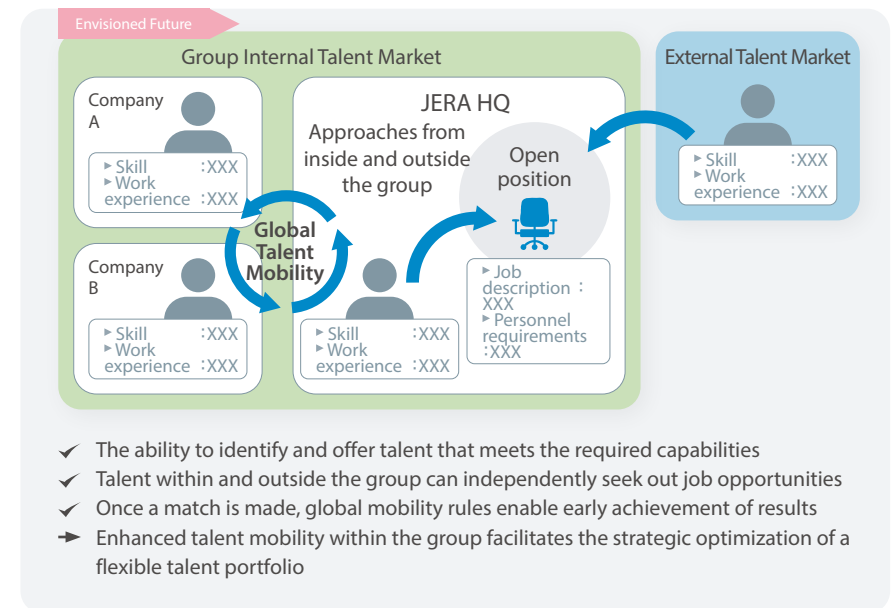 Envisioned Future
Group Internal Talent Market
External Talent Market
Company
A
▸ Skill :XXX
▸ Work
experience :XXX
Company
B
▸ Skill :XXX
▸ Work
experience :XXX
Global
Talent
Mobility
JERA HQ
Approaches from
inside and outside
the group
Open
position
▸ Skill :XXX
▸ Work
experience :XXX
▸ Job
description :
XXX
▸ Personnel
requirements
:XXX
▸ Skill :XXX
▸ Work
experience :XXX
✓ The ability to identify and offer talent that meets the required capabilities
✓ Talent within and outside the group can independently seek out job opportunities
✓ Once a match is made, global mobility rules enable early achievement of results
➔ Enhanced talent mobility within the group facilitates the strategic optimization of a
flexible talent portfolio